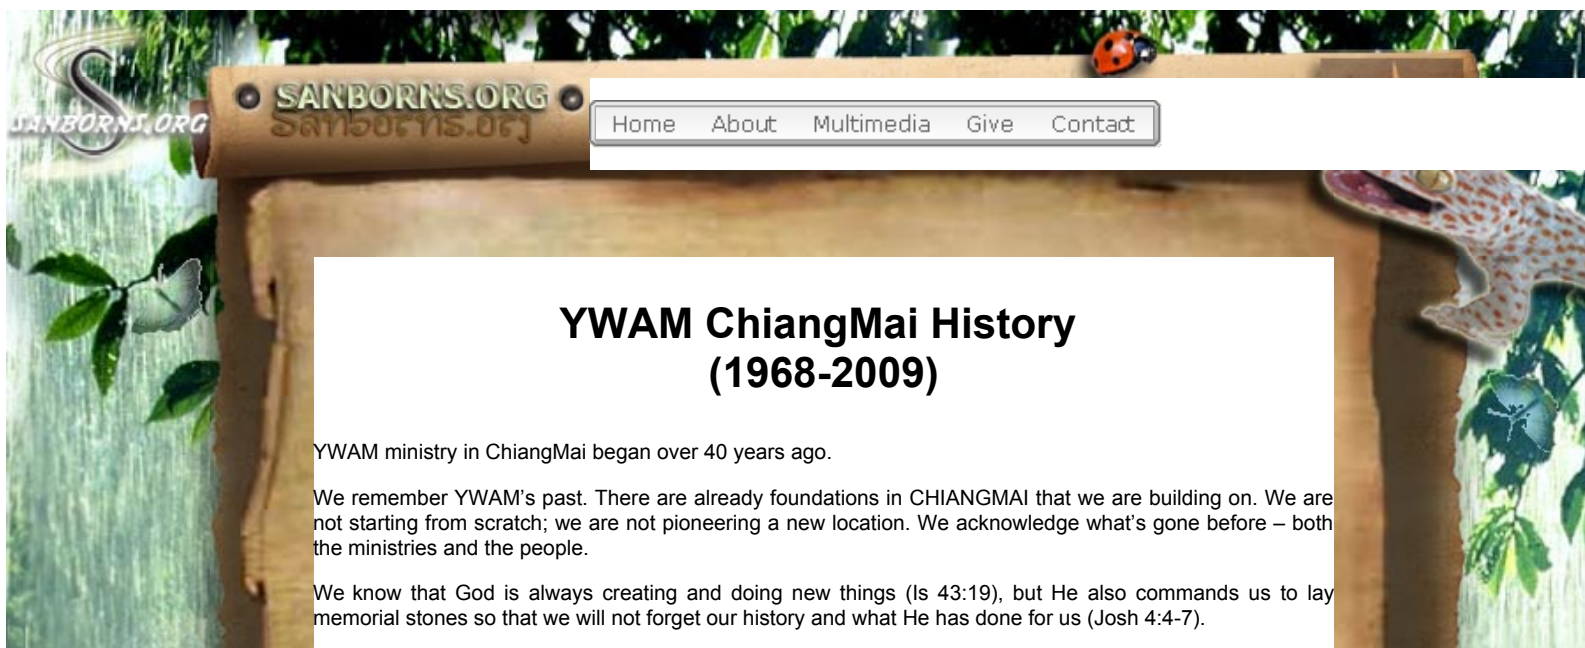 SANBORNS.ORG
SANBORNS.ORG
Home About Multimedia Give Contact
YWAM ChiangMai History
(1968-2009)
YWAM ministry in ChiangMai began over 40 years ago.
We remember YWAM’s past. There are already foundations in CHIANGMAI that we are building on. We are
not starting from scratch; we are not pioneering a new location. We acknowledge what’s gone before – both
the ministries and the people.
We know that God is always creating and doing new things (Is 43:19), but He also commands us to lay
memorial stones so that we will not forget our history and what He has done for us (Josh 4:4-7).